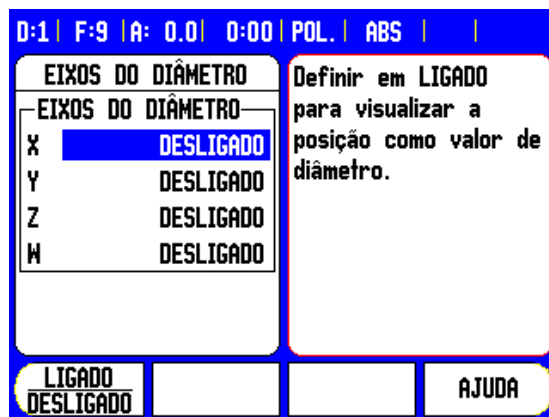 D:1| F:9 |A: 0.0| 0:00| POL.| ABS | |
EIXOS DO DIÂMETRO
EIXOS DO DIÂMETRO
X DESLIGADO
Y DESLIGADO
Z DESLIGADO
W DESLIGADO
Definir em LIGADO
para visualizar a
posição como valor de
diâmetro.
LIGADO
DESLIGADO
AJUDA